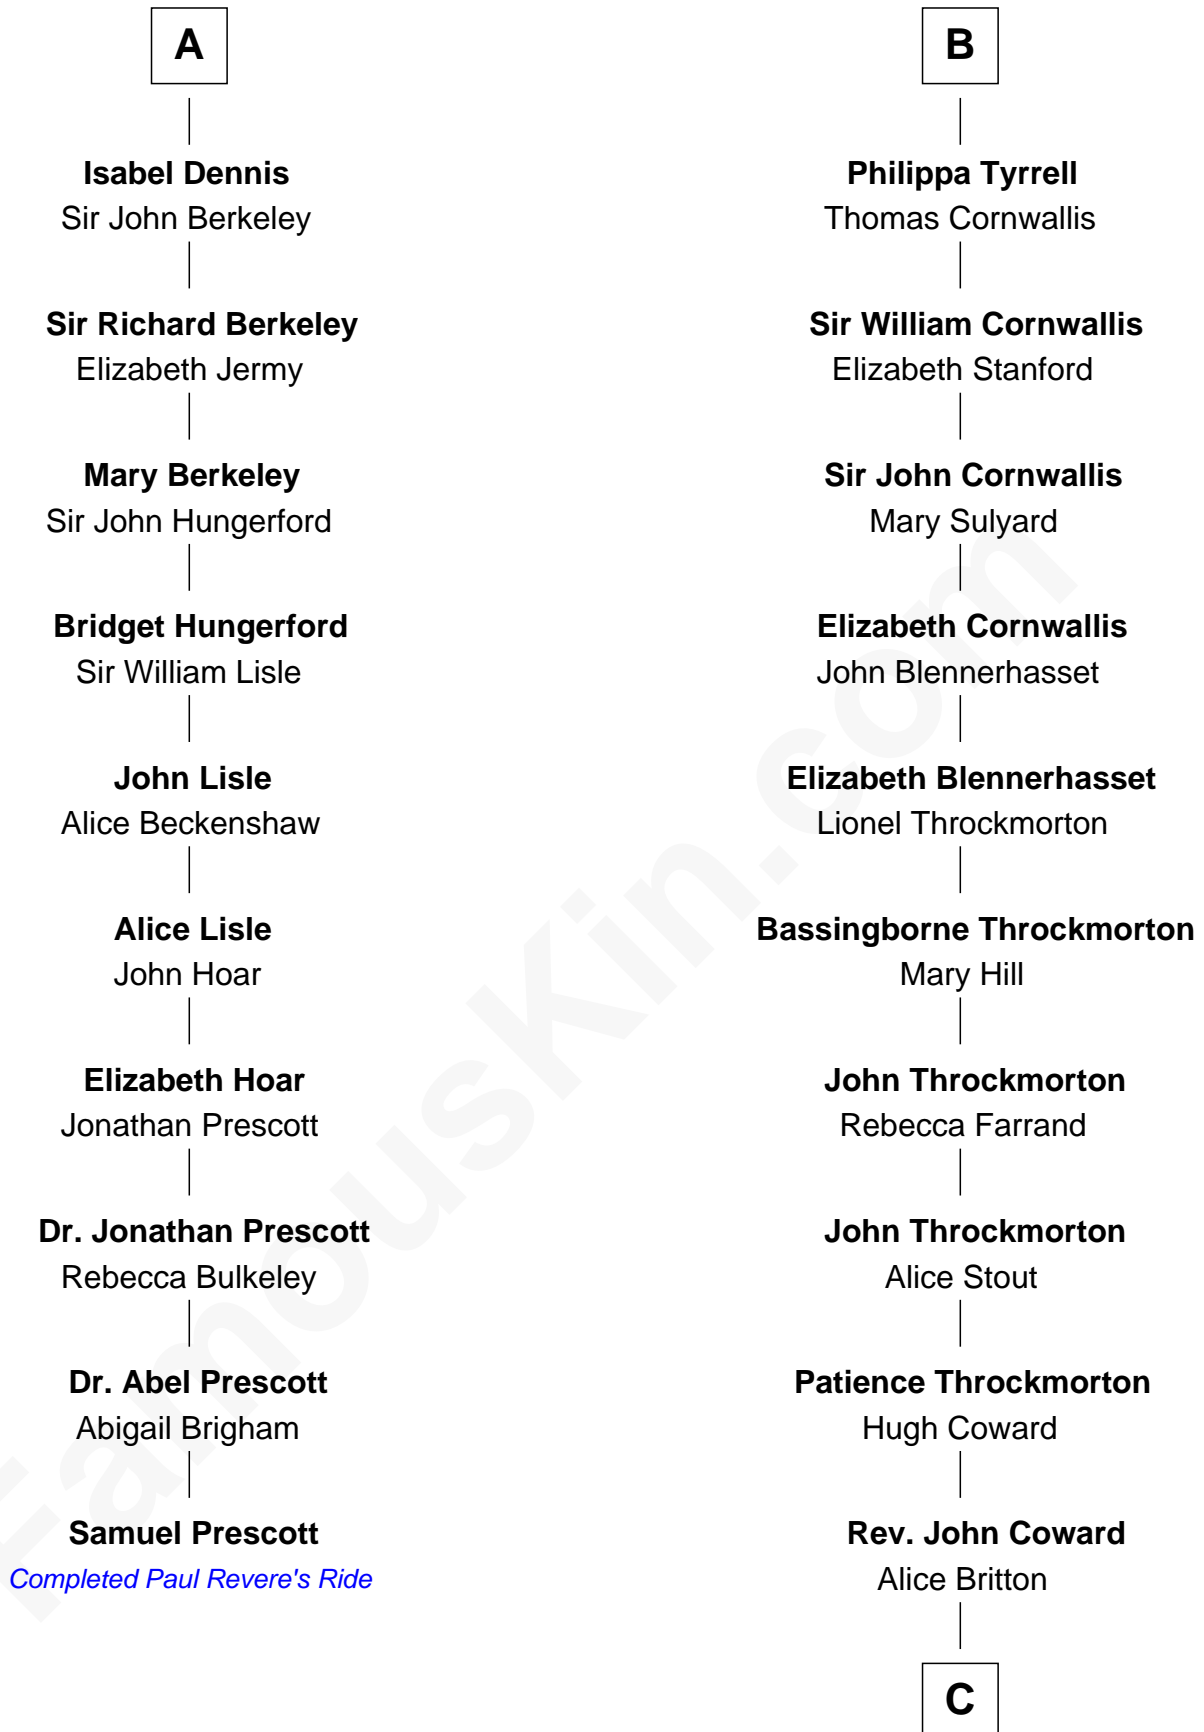 A
Isabel Dennis
Sir John Berkeley
Sir Richard Berkeley
Elizabeth Jermy
Mary Berkeley
Sir John Hungerford
Bridget Hungerford
Sir William Lisle
John Lisle
Alice Beckenshaw
Alice Lisle
John Hoar
Elizabeth Hoar
Jonathan Prescott
Dr. Jonathan Prescott
Rebecca Bulkeley
Dr. Abel Prescott
Abigail Brigham
Samuel Prescott
Completed Paul Revere's Ride
B
Philippa Tyrrell
Thomas Cornwallis
Sir William Cornwallis
Elizabeth Stanford
Sir John Cornwallis
Mary Sulyard
Elizabeth Cornwallis
John Blennerhasset
Elizabeth Blennerhasset
Lionel Throckmorton
Bassingborne Throckmorton
Mary Hill
John Throckmorton
Rebecca Farrand
John Throckmorton
Alice Stout
Patience Throckmorton
Hugh Coward
Rev. John Coward
Alice Britton
C
FamousKin.com